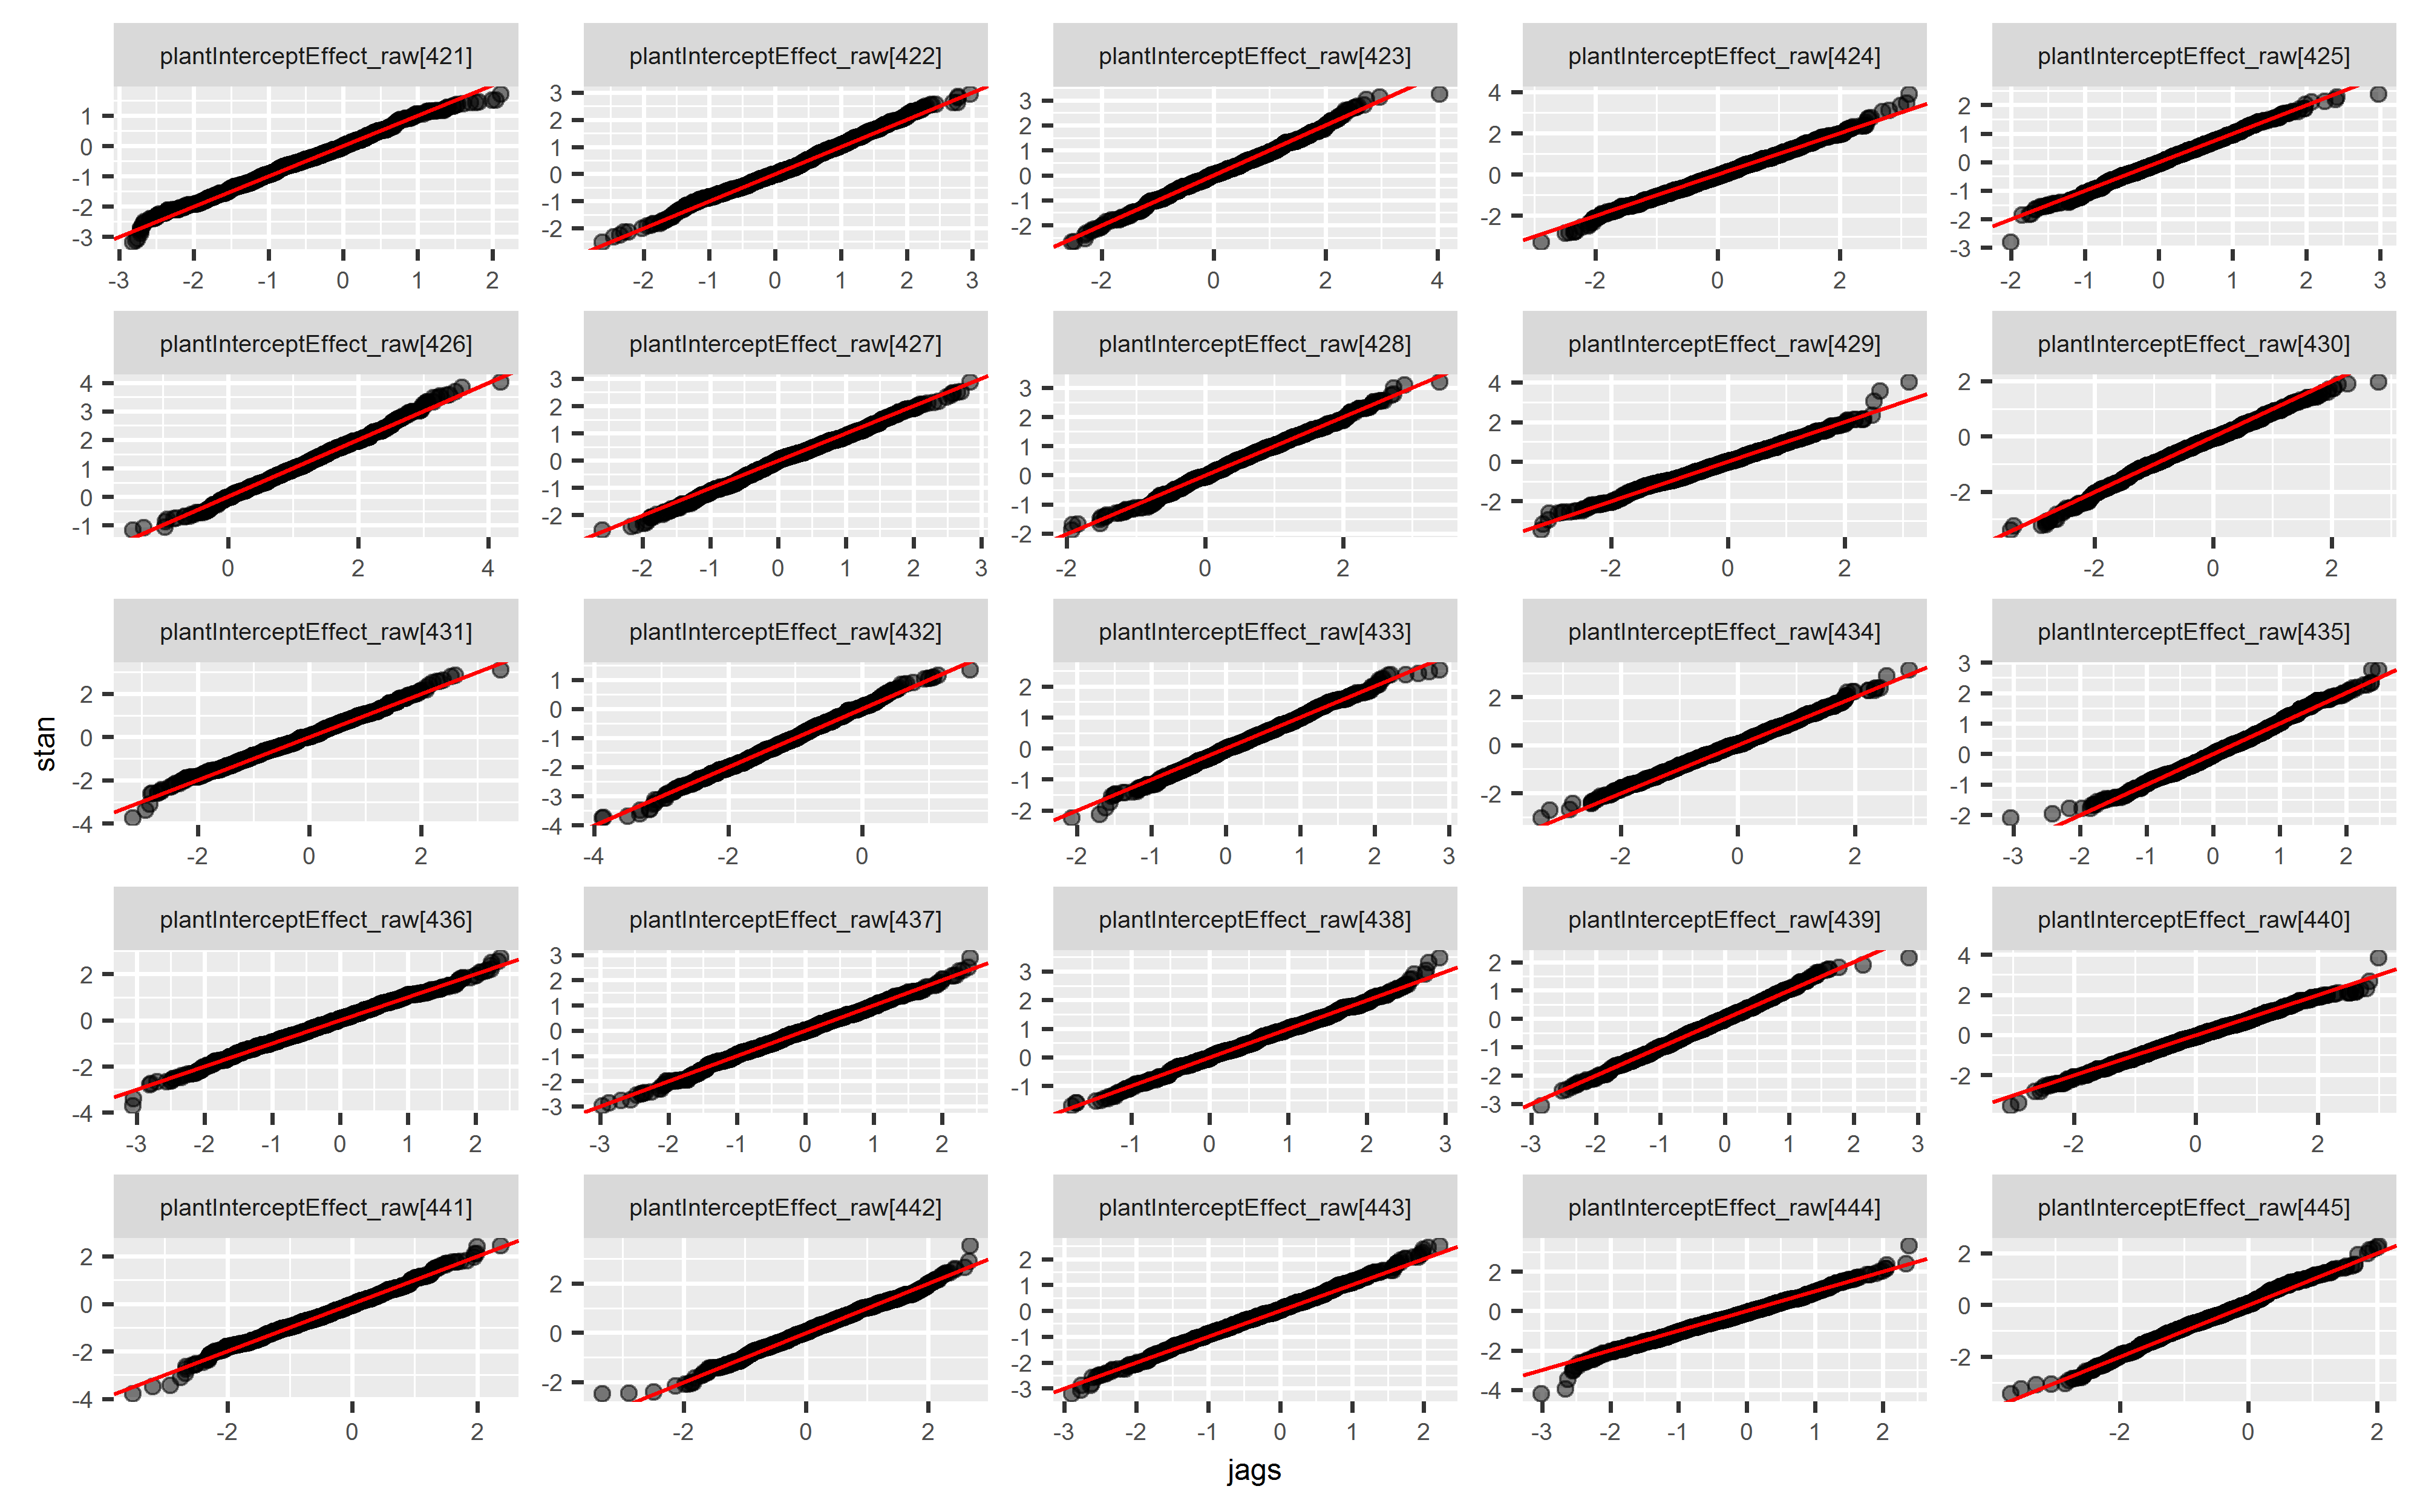 plantInterceptEffect_raw[421] plantInterceptEffect_raw[422] plantInterceptEffect_raw[423] plantInterceptEffect_raw[424] plantInterceptEffect_raw[425]
1 3 3 4 2
0 2 2 2 1
-1 1 1 0 0
-2 0 0 -2 -1
-3 -1 -1 -2
-2 -2 -3
-3 -2 -1 0 1 2 -2 -1 0 1 2 3 -2 0 2 4 -2 0 2 -2 -1 0 1 2 3
plantInterceptEffect_raw[426] plantInterceptEffect_raw[427] plantInterceptEffect_raw[428] plantInterceptEffect_raw[429] plantInterceptEffect_raw[430]
4 3 3 4 2
3 2 2 2 0
2 1 1 0 -2
1 0 0 -2
0 -1 -1
-1 -2 -2
0 2 4 -2 -1 0 1 2 3 -2 0 2 -2 0 2 -2 0 2
plantInterceptEffect_raw[431] plantInterceptEffect_raw[432] plantInterceptEffect_raw[433] plantInterceptEffect_raw[434] plantInterceptEffect_raw[435]
2 1 2 2 3
0 0 1 0 2
-2 -1 0 -2 1
-4 -2 -1 0
-3 -2 -1
-4 -2
-2 0 2 -4 -2 0 -2 -1 0 1 2 3 -2 0 2 -3 -2 -1 0 1 2
stan
plantInterceptEffect_raw[436] plantInterceptEffect_raw[437] plantInterceptEffect_raw[438] plantInterceptEffect_raw[439] plantInterceptEffect_raw[440]
2 3 3 2 4
0 2 2 1 2
-2 1 1 0 0
-4 0 0 -1 -2
-1 -1 -2
-2 -3
-3
-3 -2 -1 0 1 2 -3 -2 -1 0 1 2 -1 0 1 2 3 -3 -2 -1 0 1 2 3 -2 0 2
plantInterceptEffect_raw[441] plantInterceptEffect_raw[442] plantInterceptEffect_raw[443] plantInterceptEffect_raw[444] plantInterceptEffect_raw[445]
2 2 2 2 2
0 0 1 0 0
-2 -2 0 -2 -2
-4 -1 -4
-2
-3
-2 0 2 -2 0 2 -3 -2 -1 0 1 2 -3 -2 -1 0 1 2 -2 0 2
jags